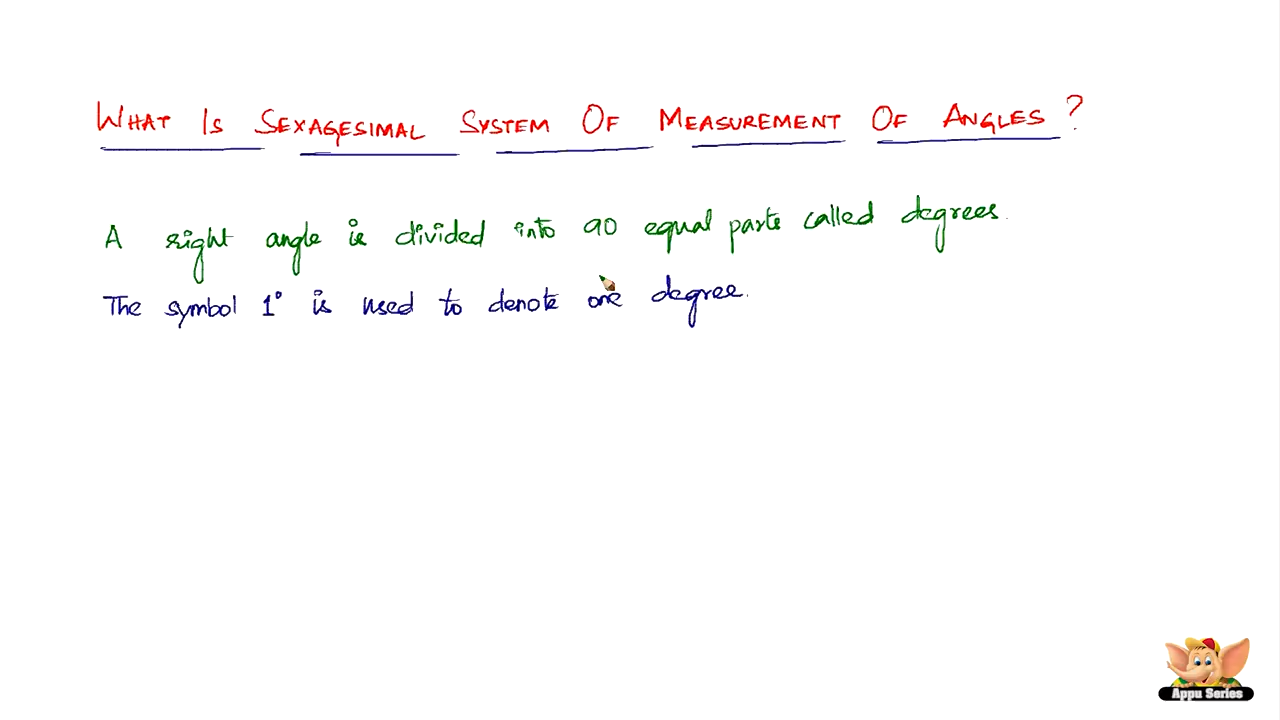 WHAT IS SEXAGESIMAL SYSTEM OF MEASUREMENT OF ANGLES?
A right angle is divided into 90 equal parts called degrees.
The symbol 1° is used to denote one degree.
Appu Series